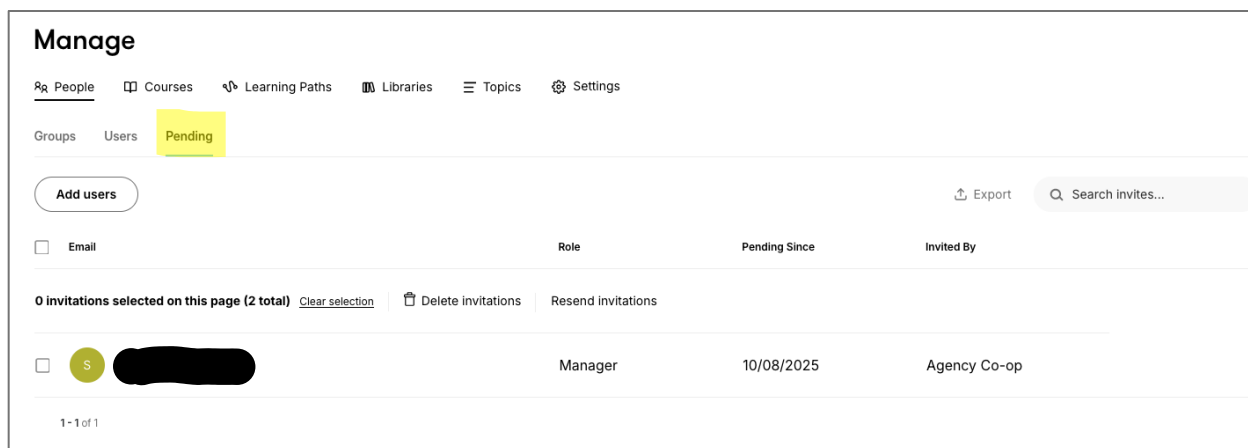 Manage
People Courses Learning Paths Libraries Topics Settings
Groups Users Pending
Add users Export Search invites...
Email Role Pending Since Invited By
0 invitations selected on this page (2 total) Clear selection Delete invitations Resend invitations
S Manager 10/08/2025 Agency Co-op
1 - 1 of 1